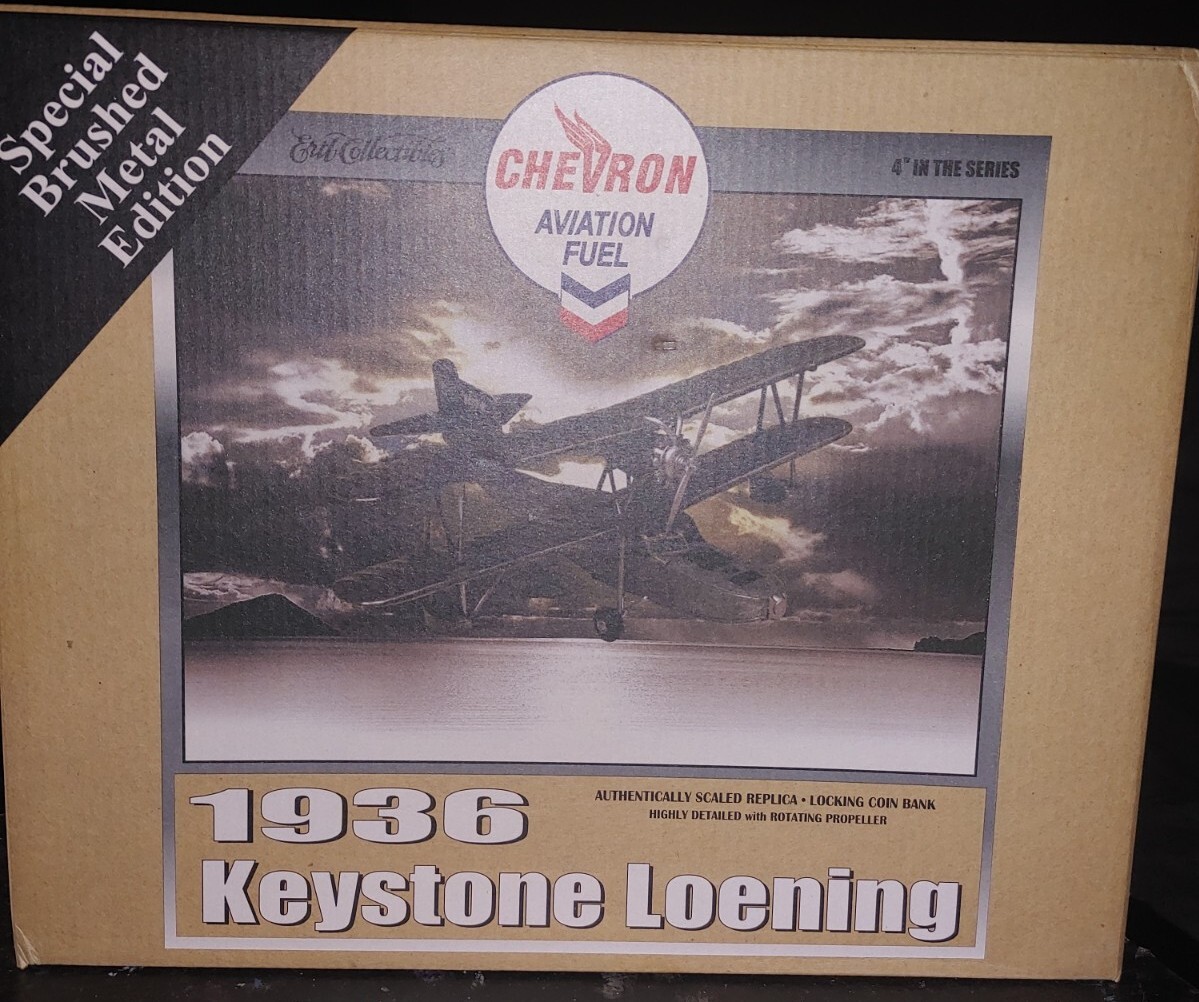 Special
Brushed
Metal
Edition
Ertl Collectibles
CHEVRON
AVIATION
FUEL
4TH IN THE SERIES
1936
AUTHENTICALLY SCALED REPLICA • LOCKING COIN BANK
HIGHLY DETAILED with ROTATING PROPELLER
Keystone Loening